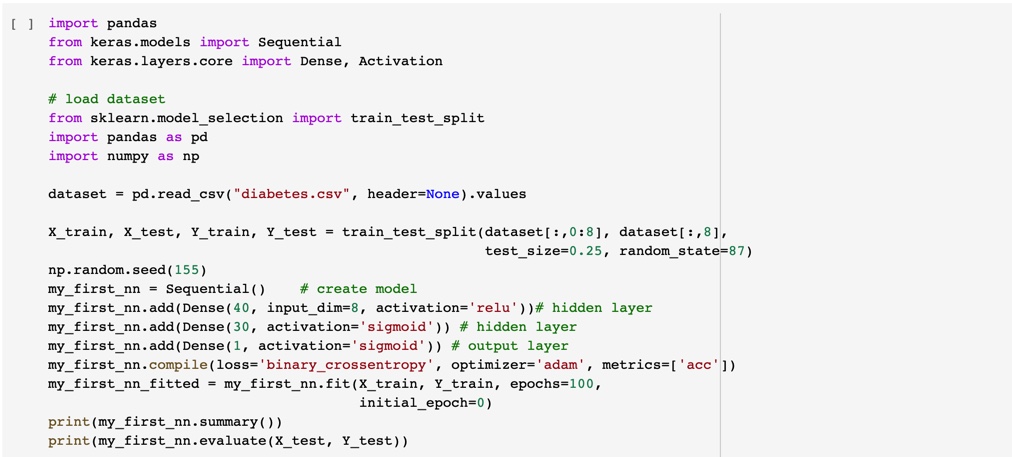 [ ] import pandas
from keras.models import Sequential
from keras.layers.core import Dense, Activation
# load dataset
from sklearn.model_selection import train_test_split
import pandas as pd
import numpy as np
dataset = pd.read_csv("diabetes.csv", header=None).values
X_train, X_test, Y_train, Y_test = train_test_split(dataset[:,0:8], dataset[:,8],
test_size=0.25, random_state=87)
np.random.seed(155)
my_first_nn = Sequential() # create model
my_first_nn.add(Dense(40, input_dim=8, activation='relu'))# hidden layer
my_first_nn.add(Dense(30, activation='sigmoid')) # hidden layer
my_first_nn.add(Dense(1, activation='sigmoid')) # output layer
my_first_nn.compile(loss='binary_crossentropy', optimizer='adam', metrics=['acc'])
my_first_nn_fitted = my_first_nn.fit(X_train, Y_train, epochs=100,
initial_epoch=0)
print(my_first_nn.summary())
print(my_first_nn.evaluate(X_test, Y_test))